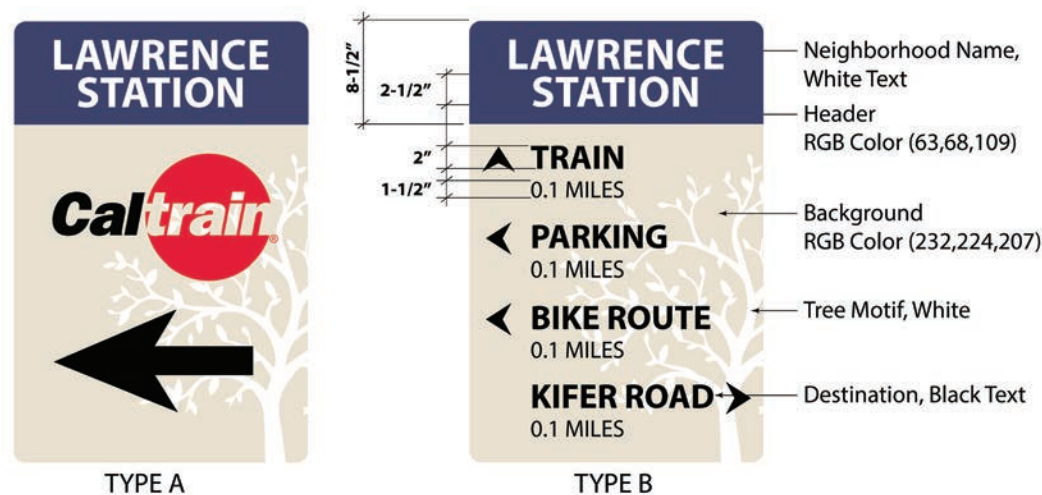 LAWRENCE
STATION
Caltrain®
TYPE A
8-1/2"
2-1/2"
2"
1-1/2"
LAWRENCE
STATION
TRAIN
0.1 MILES
PARKING
0.1 MILES
BIKE ROUTE
0.1 MILES
KIFER ROAD
0.1 MILES
TYPE B
Neighborhood Name,
White Text
Header
RGB Color (63,68,109)
Background
RGB Color (232,224,207)
Tree Motif, White
Destination, Black Text